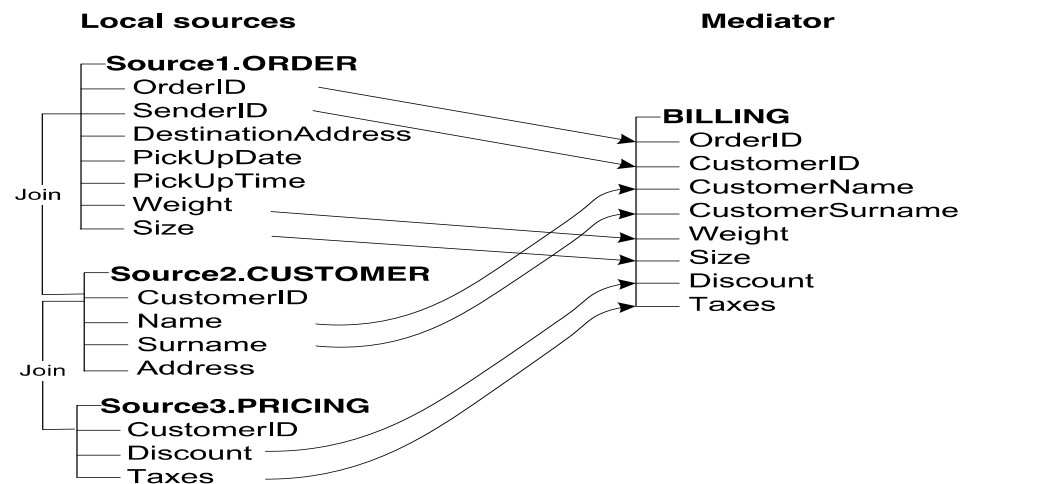 Local sources
Mediator
Source1.ORDER
OrderID
SenderID
DestinationAddress
PickUpDate
PickUpTime
Weight
Size
Join
Source2.CUSTOMER
CustomerID
Name
Surname
Address
Join
Source3.PRICING
CustomerID
Discount
Taxes
BILLING
OrderID
CustomerID
CustomerName
CustomerSurname
Weight
Size
Discount
Taxes